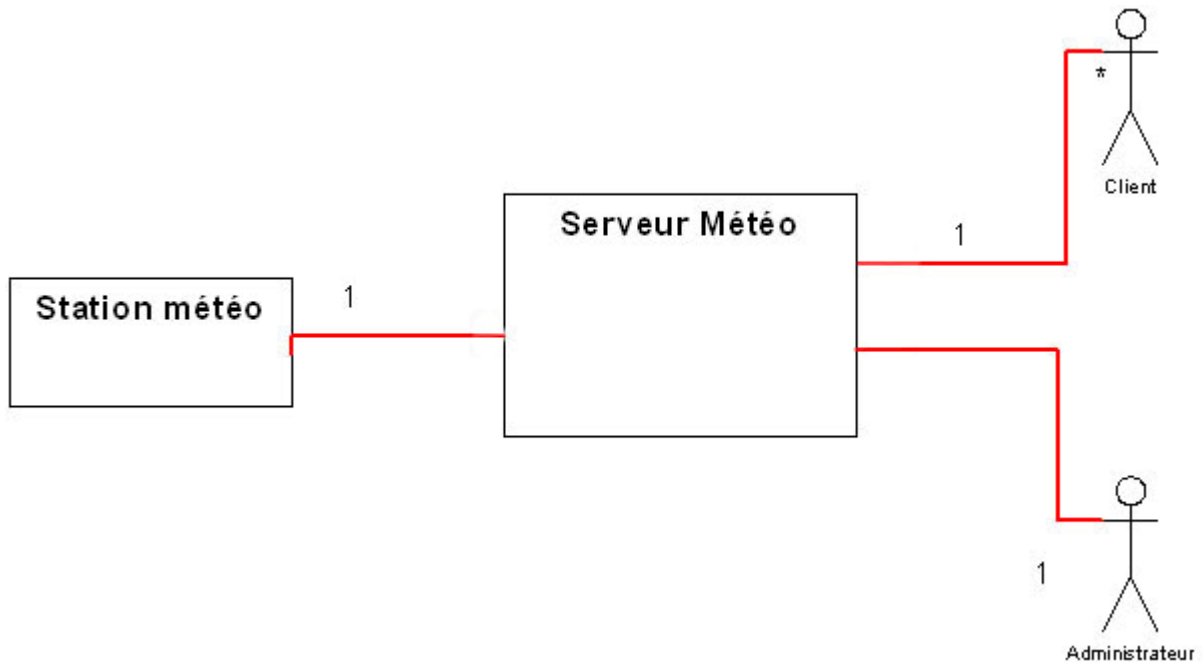 *
Client
Serveur Météo
1
Station météo
1
1
Administrateur